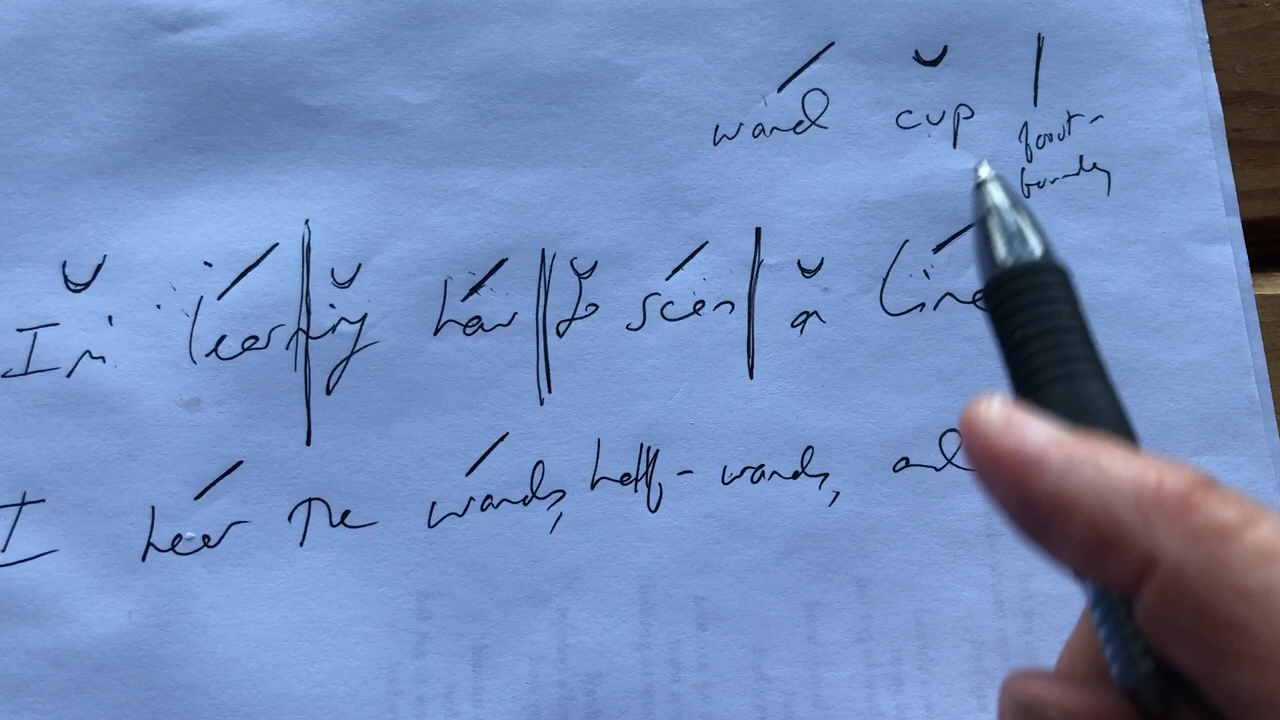 wand cup foot-
boundary
I'm learning how to scan a line
I hear the wands, half-wands, and